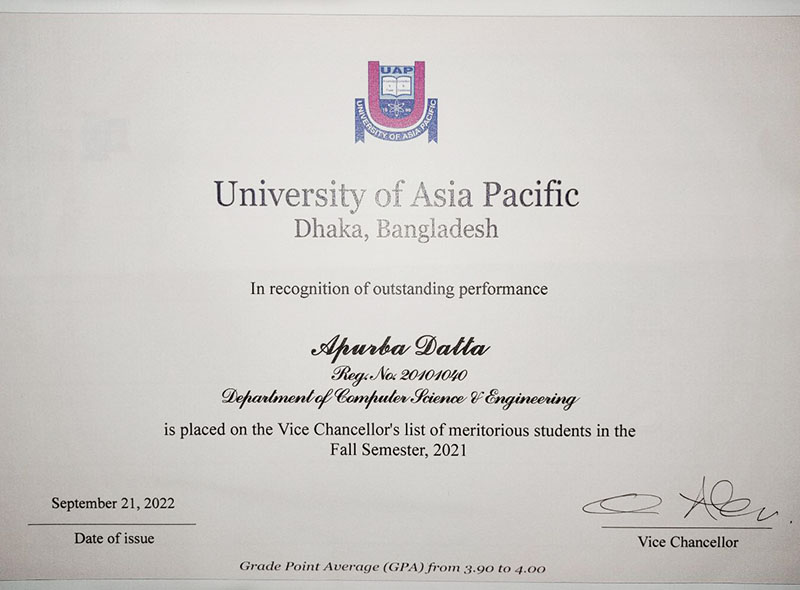 UAP
UNIVERSITY OF ASIA PACIFIC
University of Asia Pacific
Dhaka, Bangladesh
In recognition of outstanding performance
Apurba Datta
Reg. No. 20101040
Department of Computer Science & Engineering
is placed on the Vice Chancellor's list of meritorious students in the
Fall Semester, 2021
September 21, 2022
Date of issue
Vice Chancellor
Grade Point Average (GPA) from 3.90 to 4.00